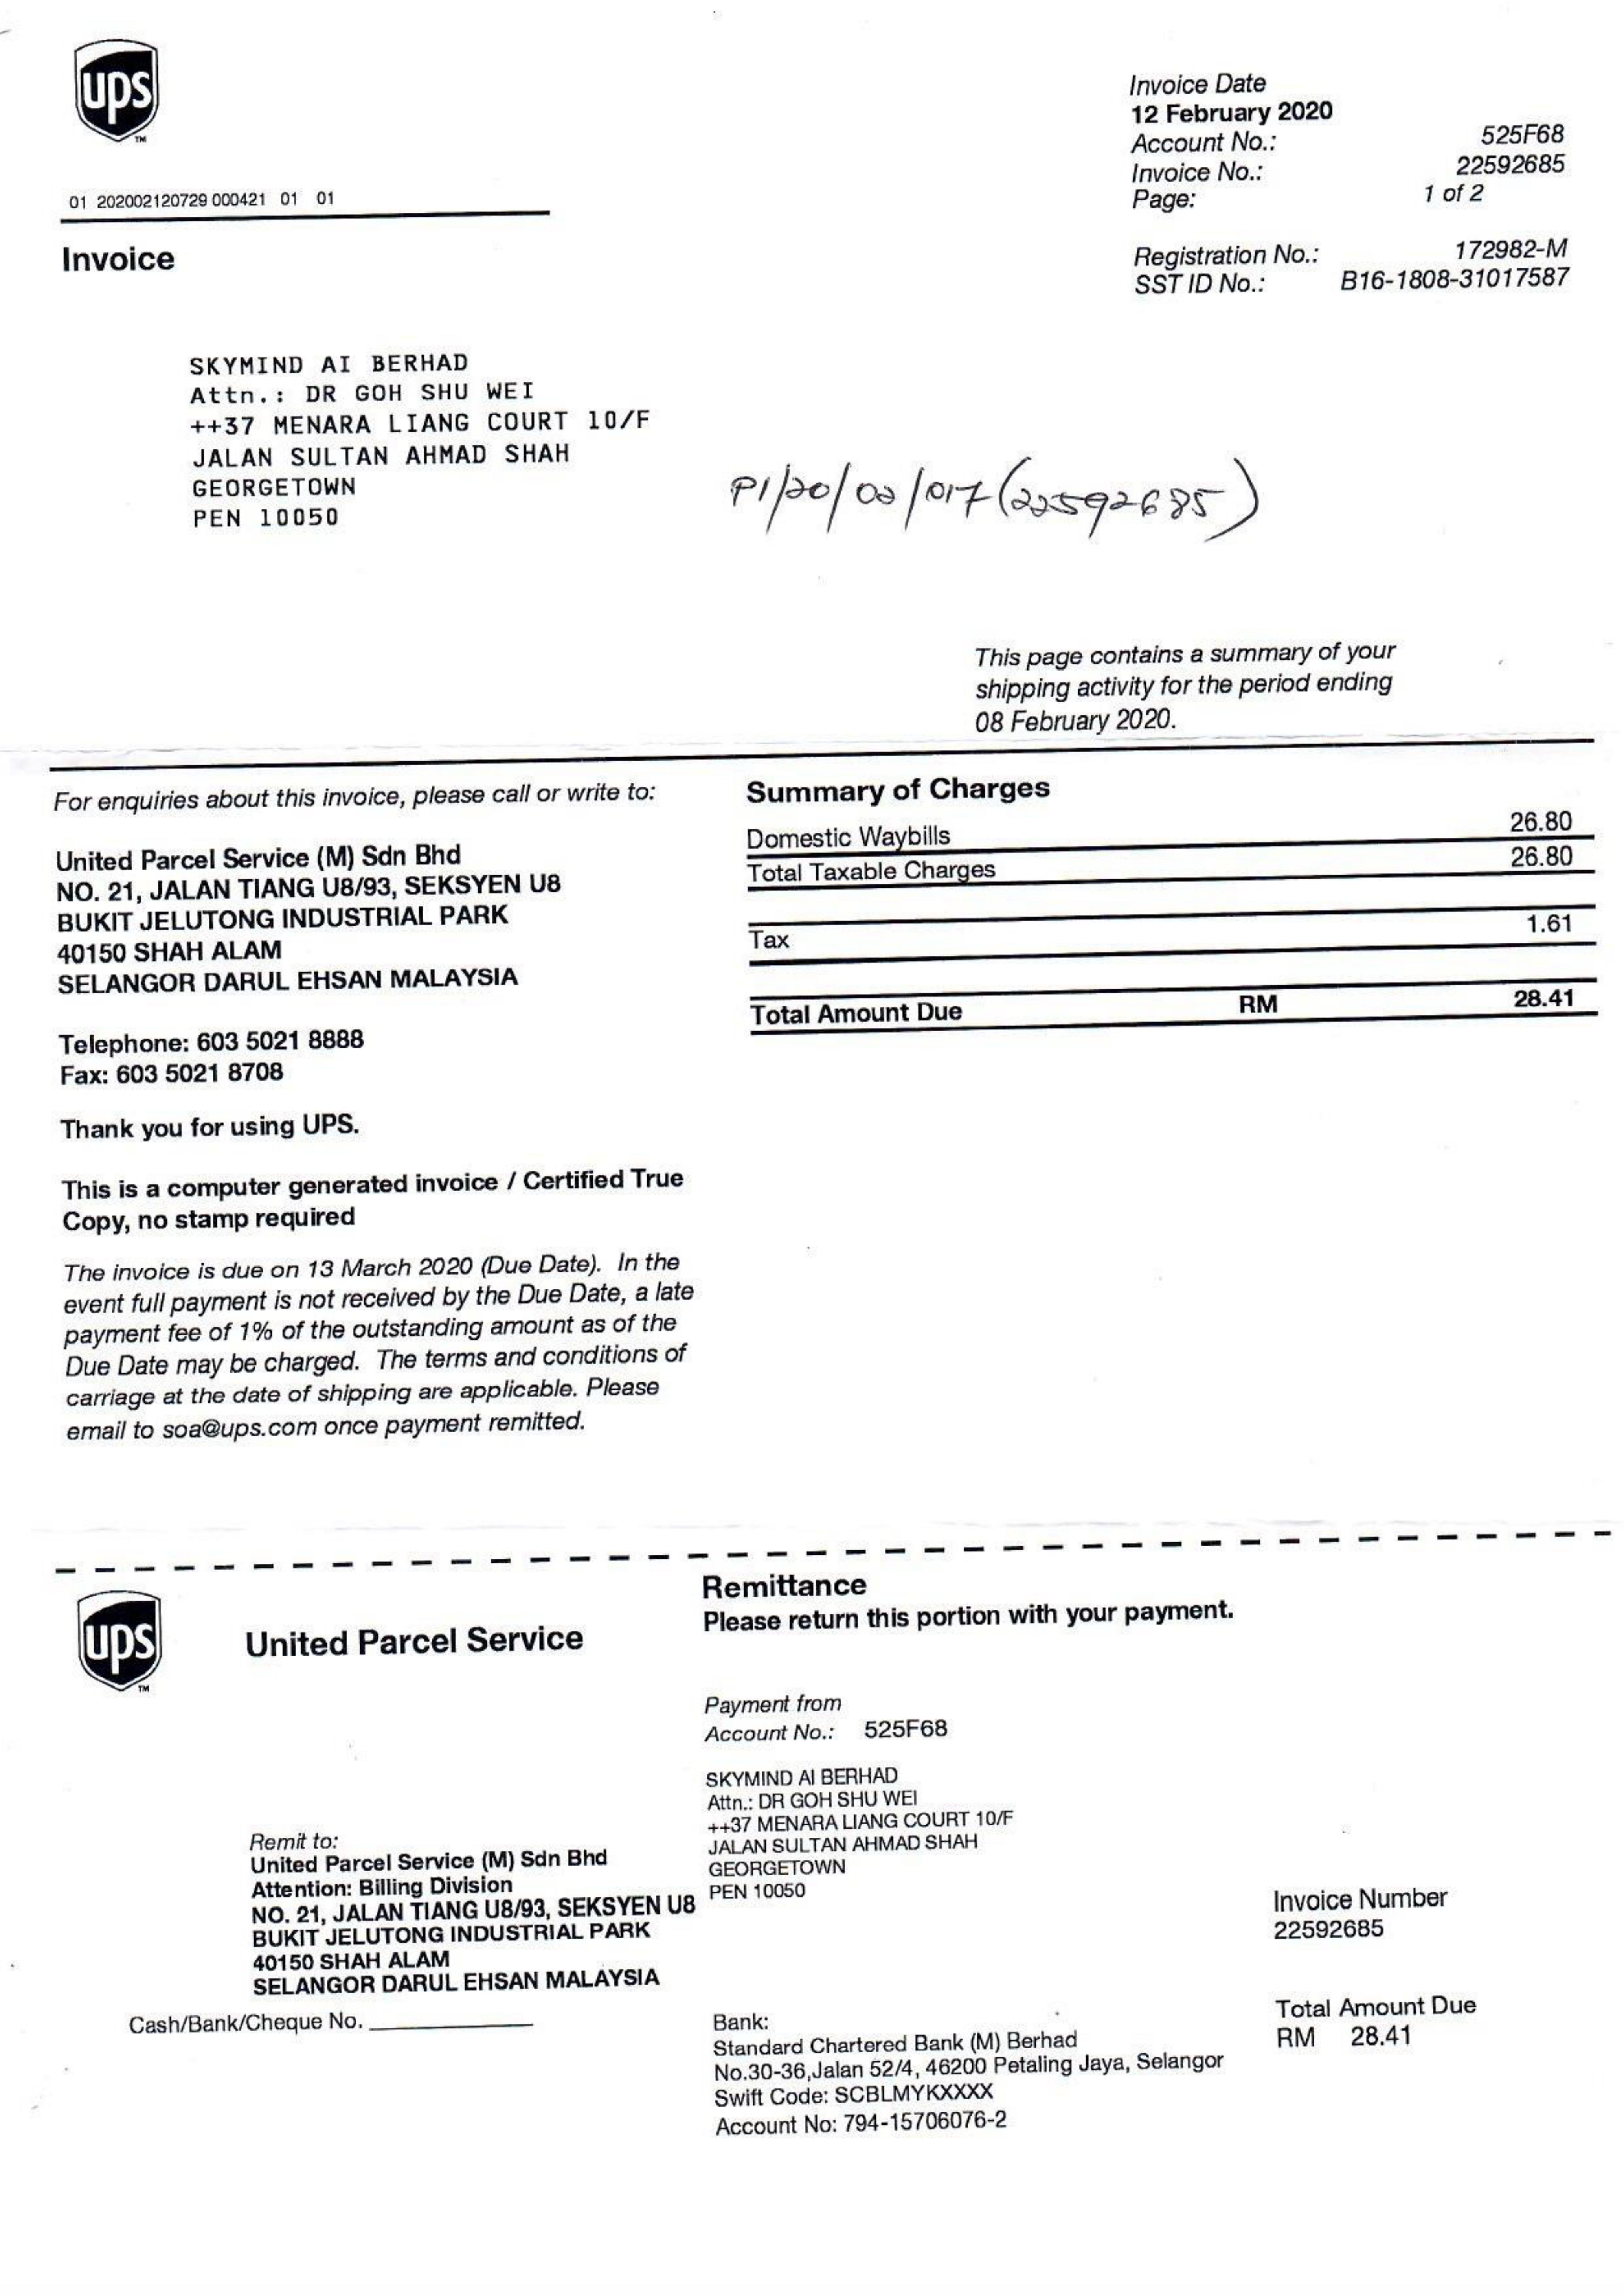 ups
TM
01 202002120729 000421 01 01
Invoice
Invoice Date
12 February 2020
Account No.: 525F68
Invoice No.: 22592685
Page: 1 of 2
Registration No.: 172982-M
SST ID No.: B16-1808-31017587
SKYMIND AI BERHAD
Attn.: DR GOH SHU WEI
++37 MENARA LIANG COURT 10/F
JALAN SULTAN AHMAD SHAH
GEORGETOWN
PEN 10050
PI/20/02/017 (22592685)
This page contains a summary of your
shipping activity for the period ending
08 February 2020.
For enquiries about this invoice, please call or write to:
United Parcel Service (M) Sdn Bhd
NO. 21, JALAN TIANG U8/93, SEKSYEN U8
BUKIT JELUTONG INDUSTRIAL PARK
40150 SHAH ALAM
SELANGOR DARUL EHSAN MALAYSIA
Telephone: 603 5021 8888
Fax: 603 5021 8708
Thank you for using UPS.
This is a computer generated invoice / Certified True
Copy, no stamp required
The invoice is due on 13 March 2020 (Due Date). In the
event full payment is not received by the Due Date, a late
payment fee of 1% of the outstanding amount as of the
Due Date may be charged. The terms and conditions of
carriage at the date of shipping are applicable. Please
email to soa@ups.com once payment remitted.
Summary of Charges
Domestic Waybills 26.80
Total Taxable Charges 26.80
Tax 1.61
Total Amount Due RM 28.41
ups
TM
United Parcel Service
Remittance
Please return this portion with your payment.
Payment from
Account No.: 525F68
SKYMIND AI BERHAD
Attn.: DR GOH SHU WEI
++37 MENARA LIANG COURT 10/F
JALAN SULTAN AHMAD SHAH
GEORGETOWN
PEN 10050
Remit to:
United Parcel Service (M) Sdn Bhd
Attention: Billing Division
NO. 21, JALAN TIANG U8/93, SEKSYEN U8
BUKIT JELUTONG INDUSTRIAL PARK
40150 SHAH ALAM
SELANGOR DARUL EHSAN MALAYSIA
Cash/Bank/Cheque No.
Invoice Number
22592685
Total Amount Due
RM 28.41
Bank:
Standard Chartered Bank (M) Berhad
No.30-36,Jalan 52/4, 46200 Petaling Jaya, Selangor
Swift Code: SCBLMYKXXXX
Account No: 794-15706076-2